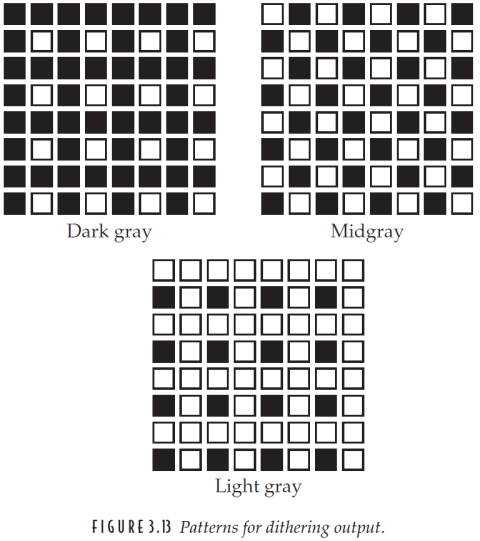 Dark gray
Midgray
Light gray
FIGURE 3.13 Patterns for dithering output.